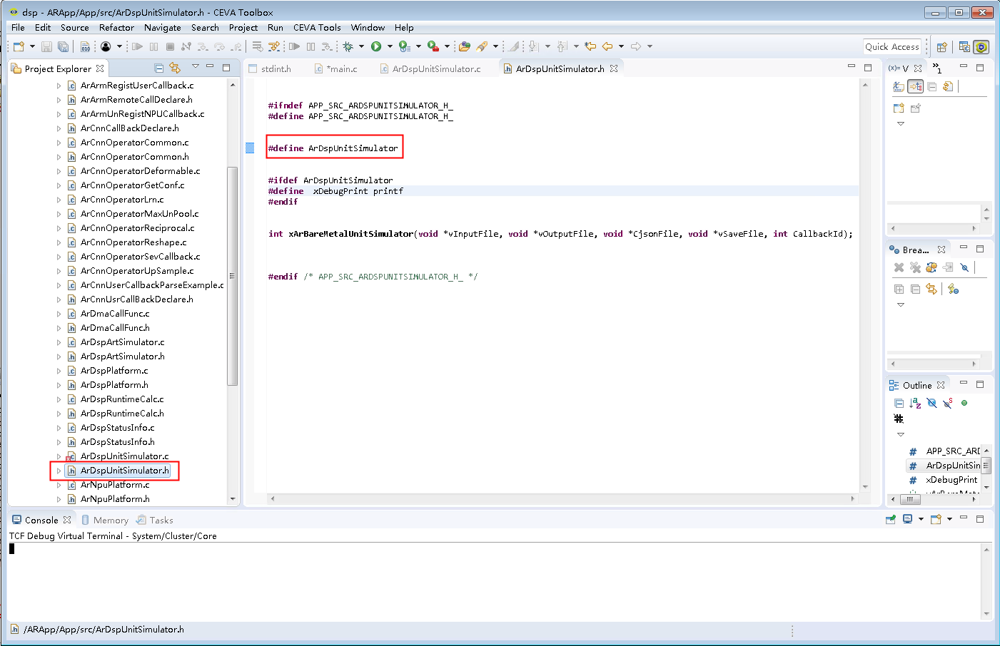 dsp - ARApp/App/src/ArDspUnitSimulator.h - CEVA Toolbox
File Edit Source Refactor Navigate Search Project Run CEVA Tools Window Help
Quick Access
Project Explorer
ArArmRegistUserCallback.c
ArArmRemoteCallDeclare.h
ArArmUnRegistNPUCallback.c
ArCnnCallBackDeclare.h
ArCnnOperatorCommon.c
ArCnnOperatorCommon.h
ArCnnOperatorDeformable.c
ArCnnOperatorGetConf.c
ArCnnOperatorLrn.c
ArCnnOperatorMaxUnPool.c
ArCnnOperatorReciprocal.c
ArCnnOperatorReshape.c
ArCnnOperatorSevCallback.c
ArCnnOperatorUpSample.c
ArCnnUserCallbackParseExample.c
ArCnnUsrCallBackDeclare.h
ArDmaCallFunc.c
ArDmaCallFunc.h
ArDspArtSimulator.c
ArDspArtSimulator.h
ArDspPlatform.c
ArDspPlatform.h
ArDspRuntimeCalc.c
ArDspRuntimeCalc.h
ArDspStatusInfo.c
ArDspStatusInfo.h
ArDspUnitSimulator.c
ArDspUnitSimulator.h
ArNpuPlatform.c
ArNpuPlatform.h
stdint.h *main.c ArDspUnitSimulator.c ArDspUnitSimulator.h
#ifndef APP_SRC_ARDSPUNITSIMULATOR_H_
#define APP_SRC_ARDSPUNITSIMULATOR_H_
#define ArDspUnitSimulator
#ifdef ArDspUnitSimulator
#define  xDebugPrint printf
#endif
int xArBareMetalUnitSimulator(void *vInputFile, void *vOutputFile, void *CjsonFile, void *vSaveFile, int CallbackId);
#endif /* APP_SRC_ARDSPUNITSIMULATOR_H_ */
(x)= V »1
Brea...
Outline
APP_SRC_ARD
ArDspUnitSin
xDebugPrint
Console Memory Tasks
TCF Debug Virtual Terminal - System/Cluster/Core
/ARApp/App/src/ArDspUnitSimulator.h